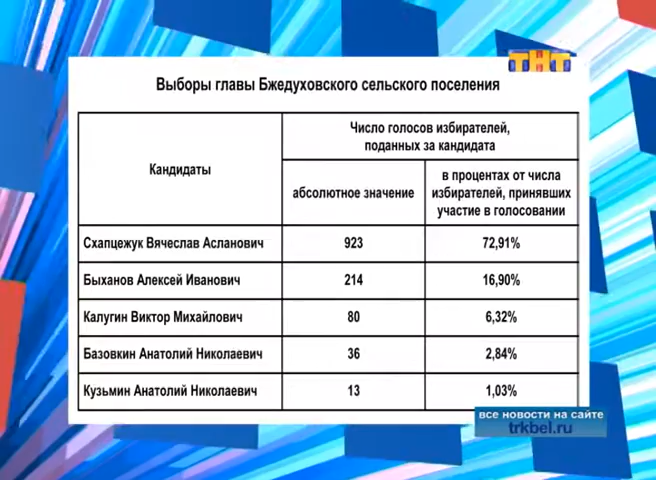 ТНТ
Выборы главы Бжедуховского сельского поселения
Кандидаты
Число голосов избирателей,
поданных за кандидата
абсолютное значение
в процентах от числа
избирателей, принявших
участие в голосовании
Схапцежук Вячеслав Асланович 923 72,91%
Быханов Алексей Иванович 214 16,90%
Калугин Виктор Михайлович 80 6,32%
Базовкин Анатолий Николаевич 36 2,84%
Кузьмин Анатолий Николаевич 13 1,03%
все новости на сайте
trkbel.ru